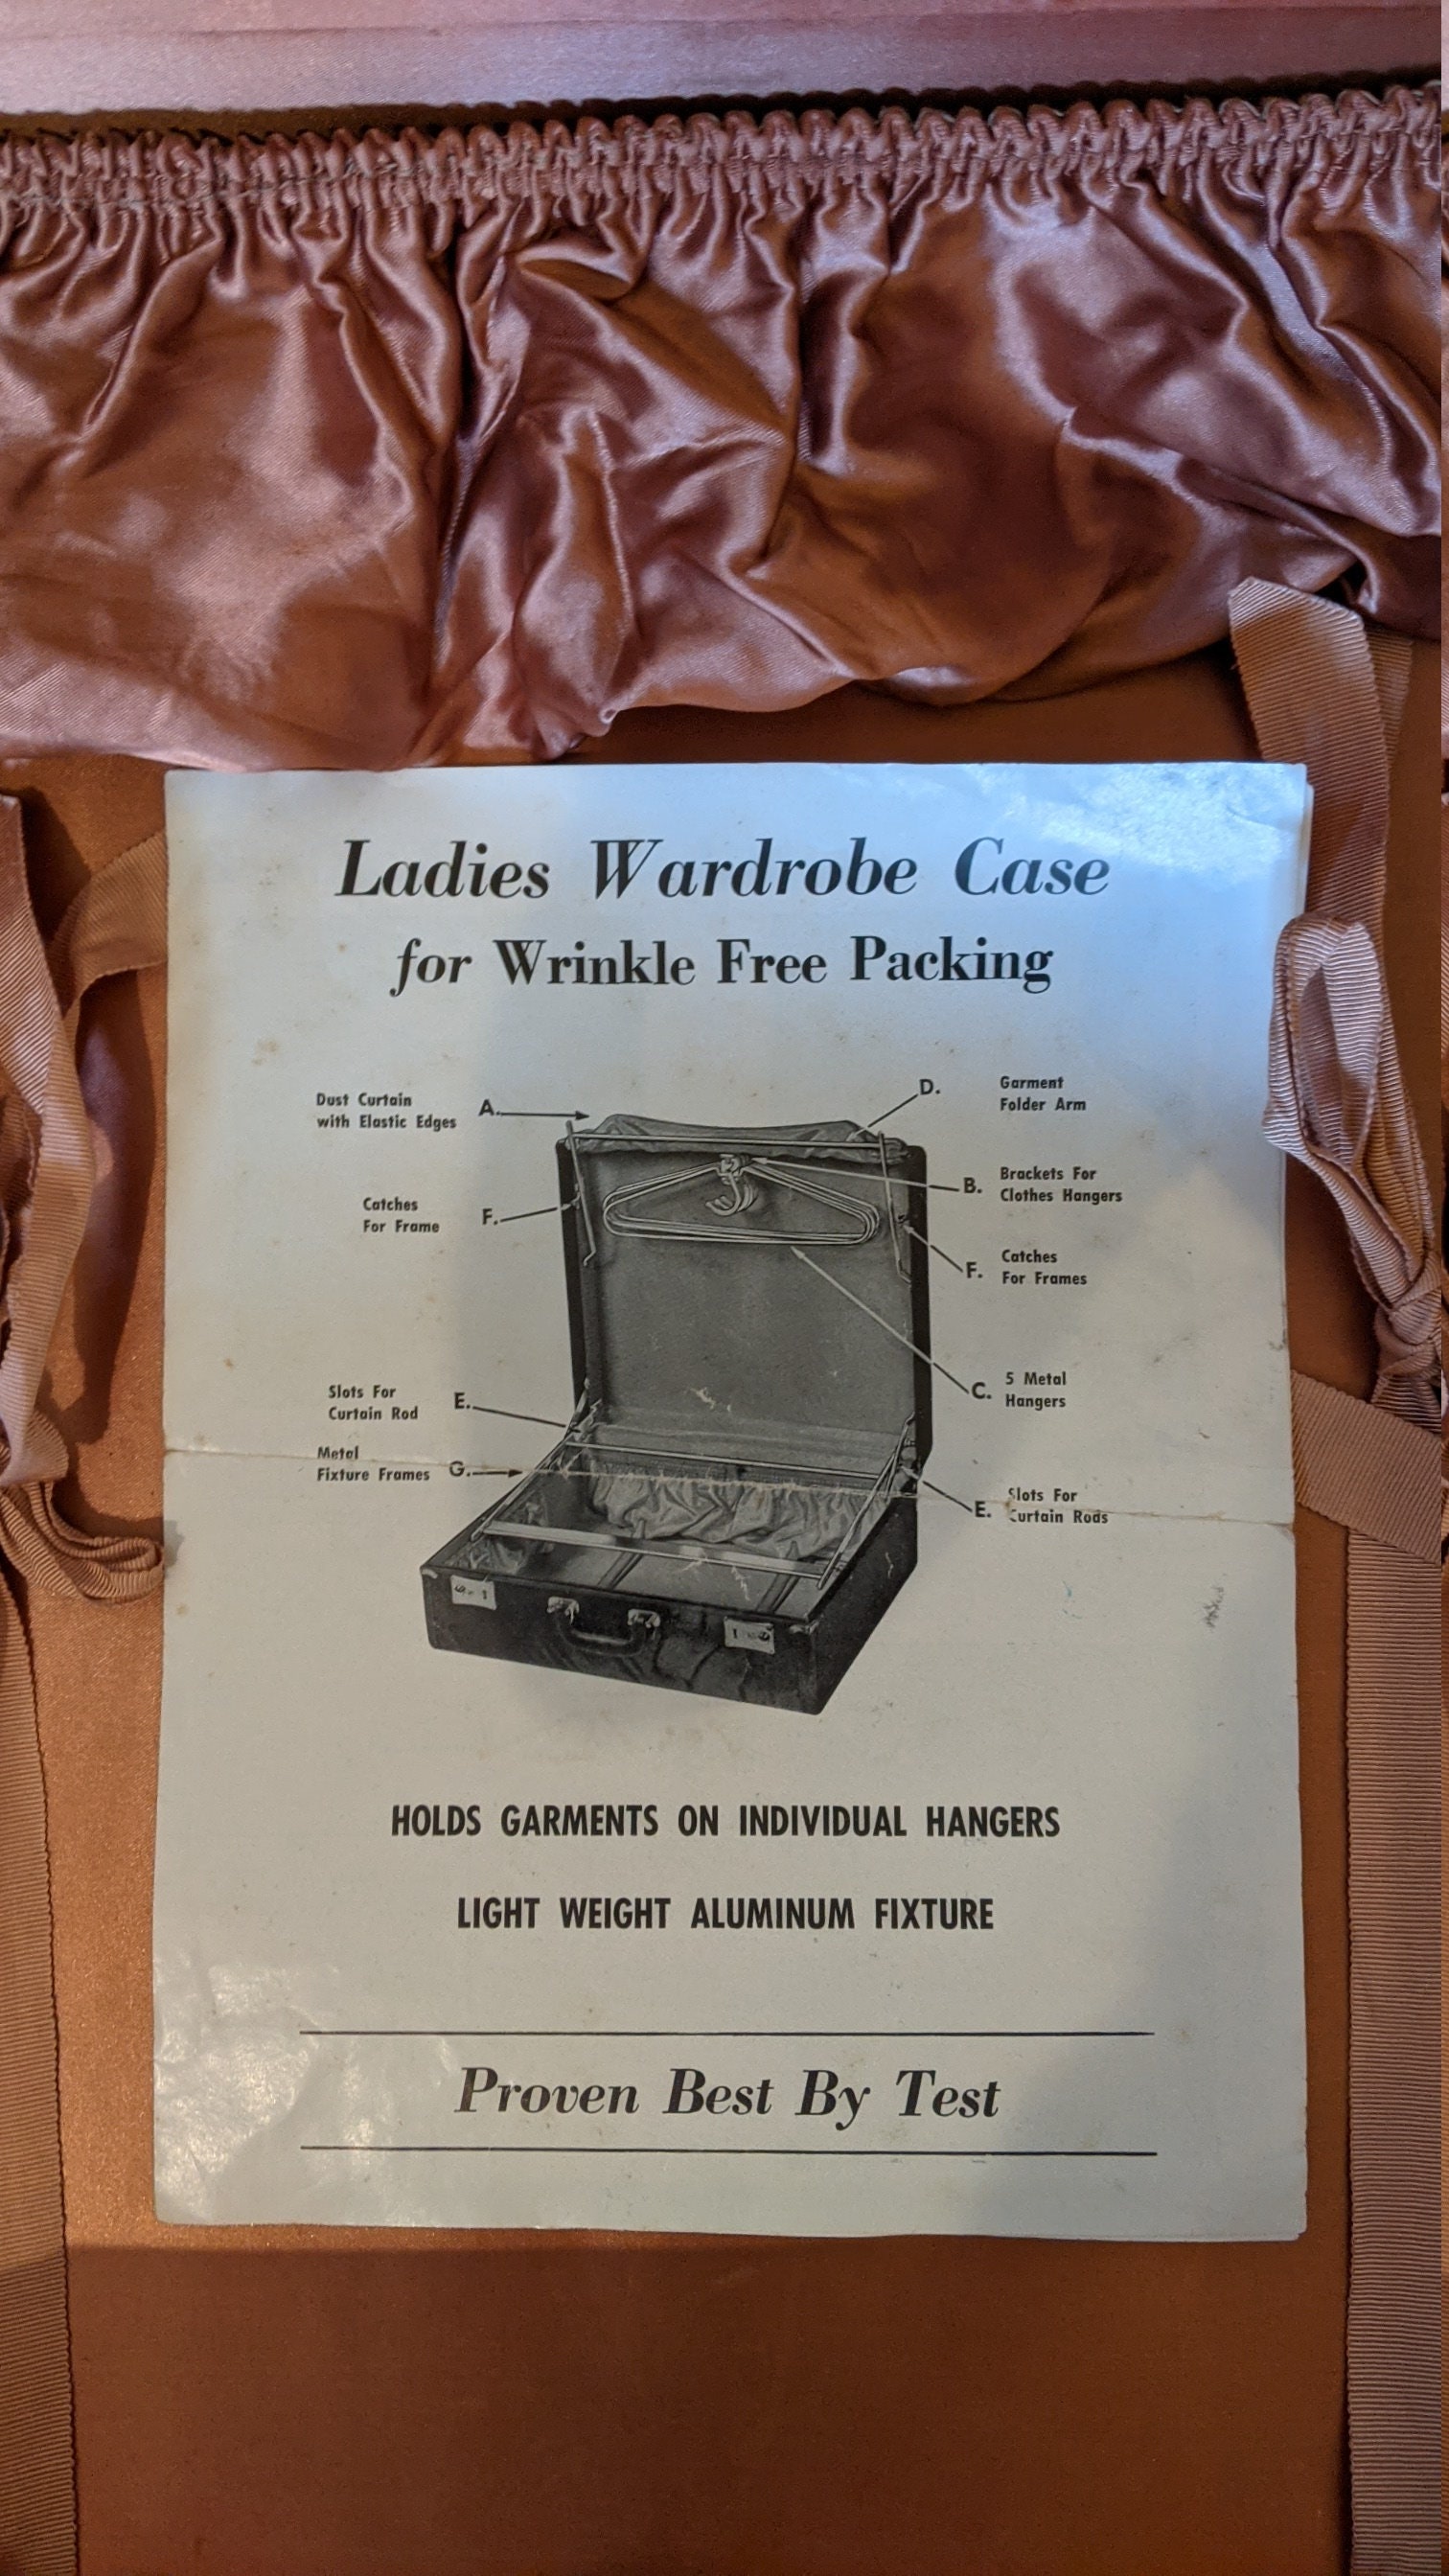 Ladies Wardrobe Case
for Wrinkle Free Packing
Dust Curtain
with Elastic Edges
A.
D.
Garment
Folder Arm
B.
Brackets For
Clothes Hangers
Catches
For Frame
F.
F.
Catches
For Frames
C.
5 Metal
Hangers
Slots For
Curtain Rod
E.
Metal
Fixture Frames
G.
E.
Slots For
Curtain Rods
HOLDS GARMENTS ON INDIVIDUAL HANGERS
LIGHT WEIGHT ALUMINUM FIXTURE
Proven Best By Test